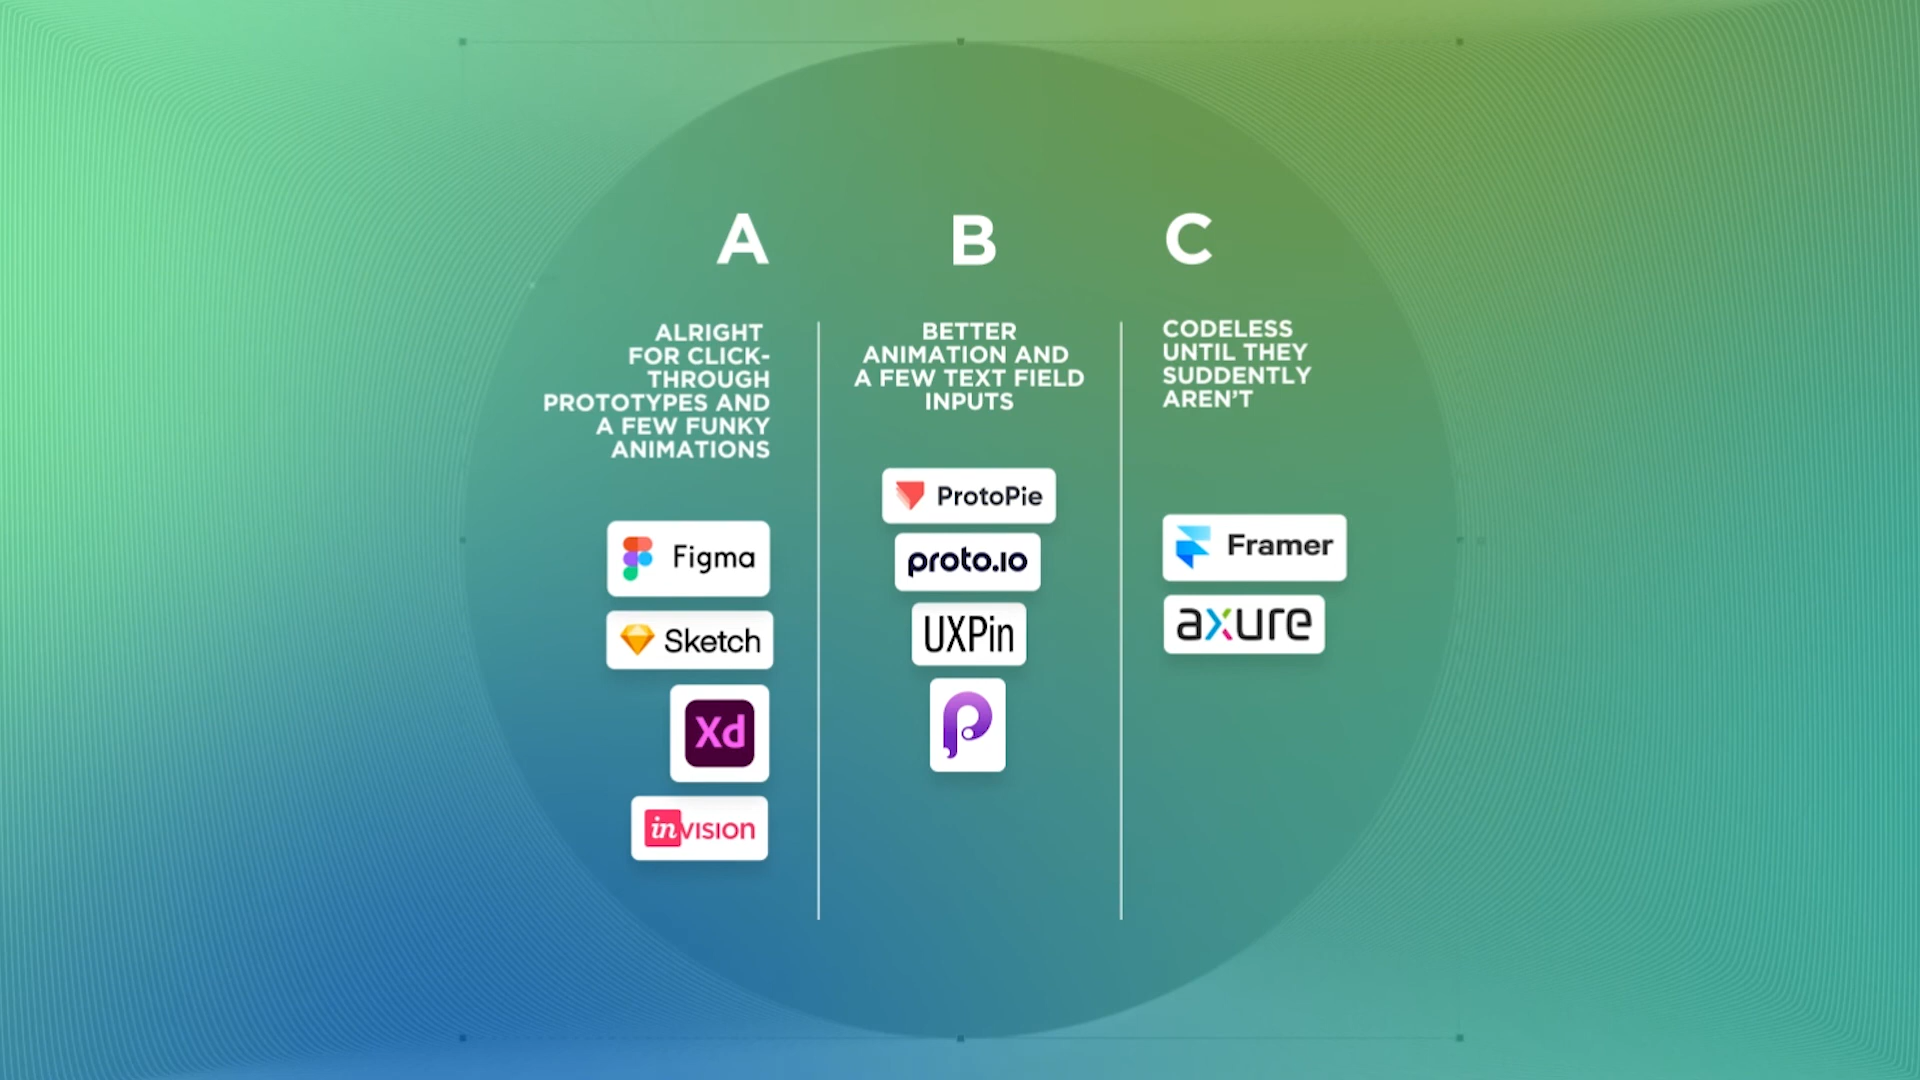 A
B
C
ALRIGHT
FOR CLICK-
THROUGH
PROTOTYPES AND
A FEW FUNKY
ANIMATIONS
Figma
Sketch
Xd
inVISION
BETTER
ANIMATION AND
A FEW TEXT FIELD
INPUTS
ProtoPie
proto.io
UXPin
CODELESS
UNTIL THEY
SUDDENTLY
AREN'T
Framer
axure